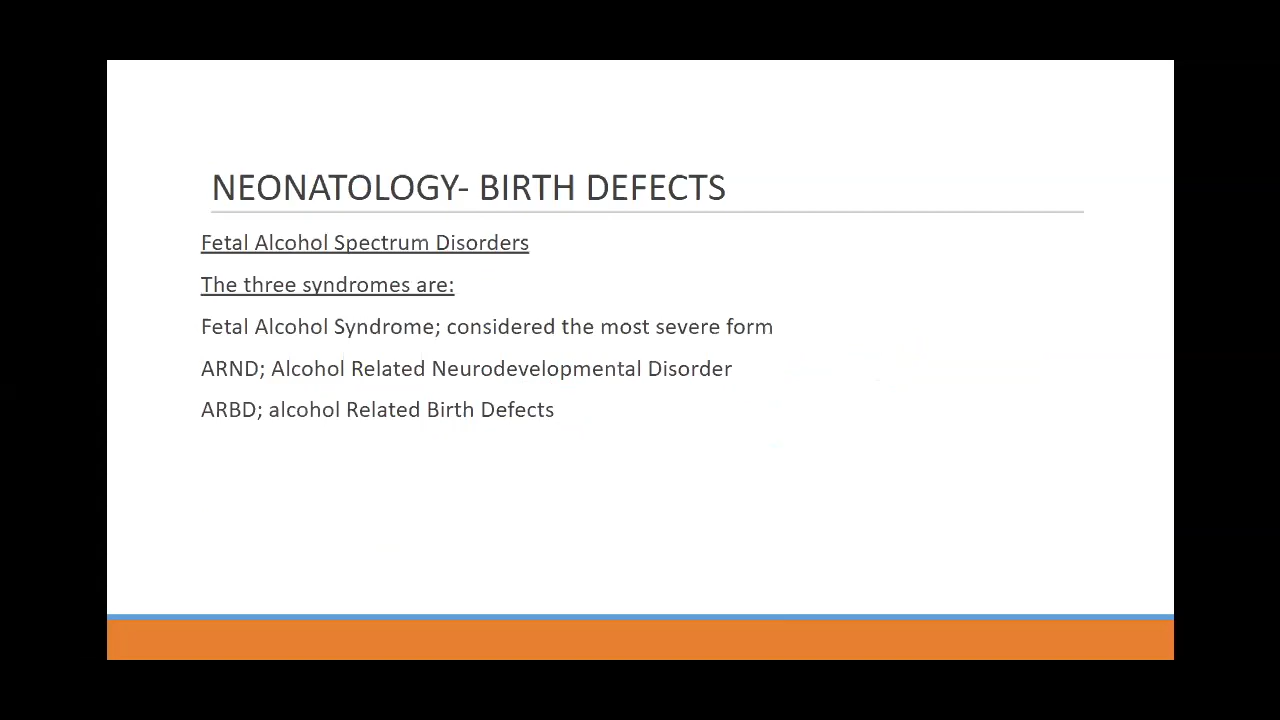 NEONATOLOGY- BIRTH DEFECTS
Fetal Alcohol Spectrum Disorders
The three syndromes are:
Fetal Alcohol Syndrome; considered the most severe form
ARND; Alcohol Related Neurodevelopmental Disorder
ARBD; alcohol Related Birth Defects